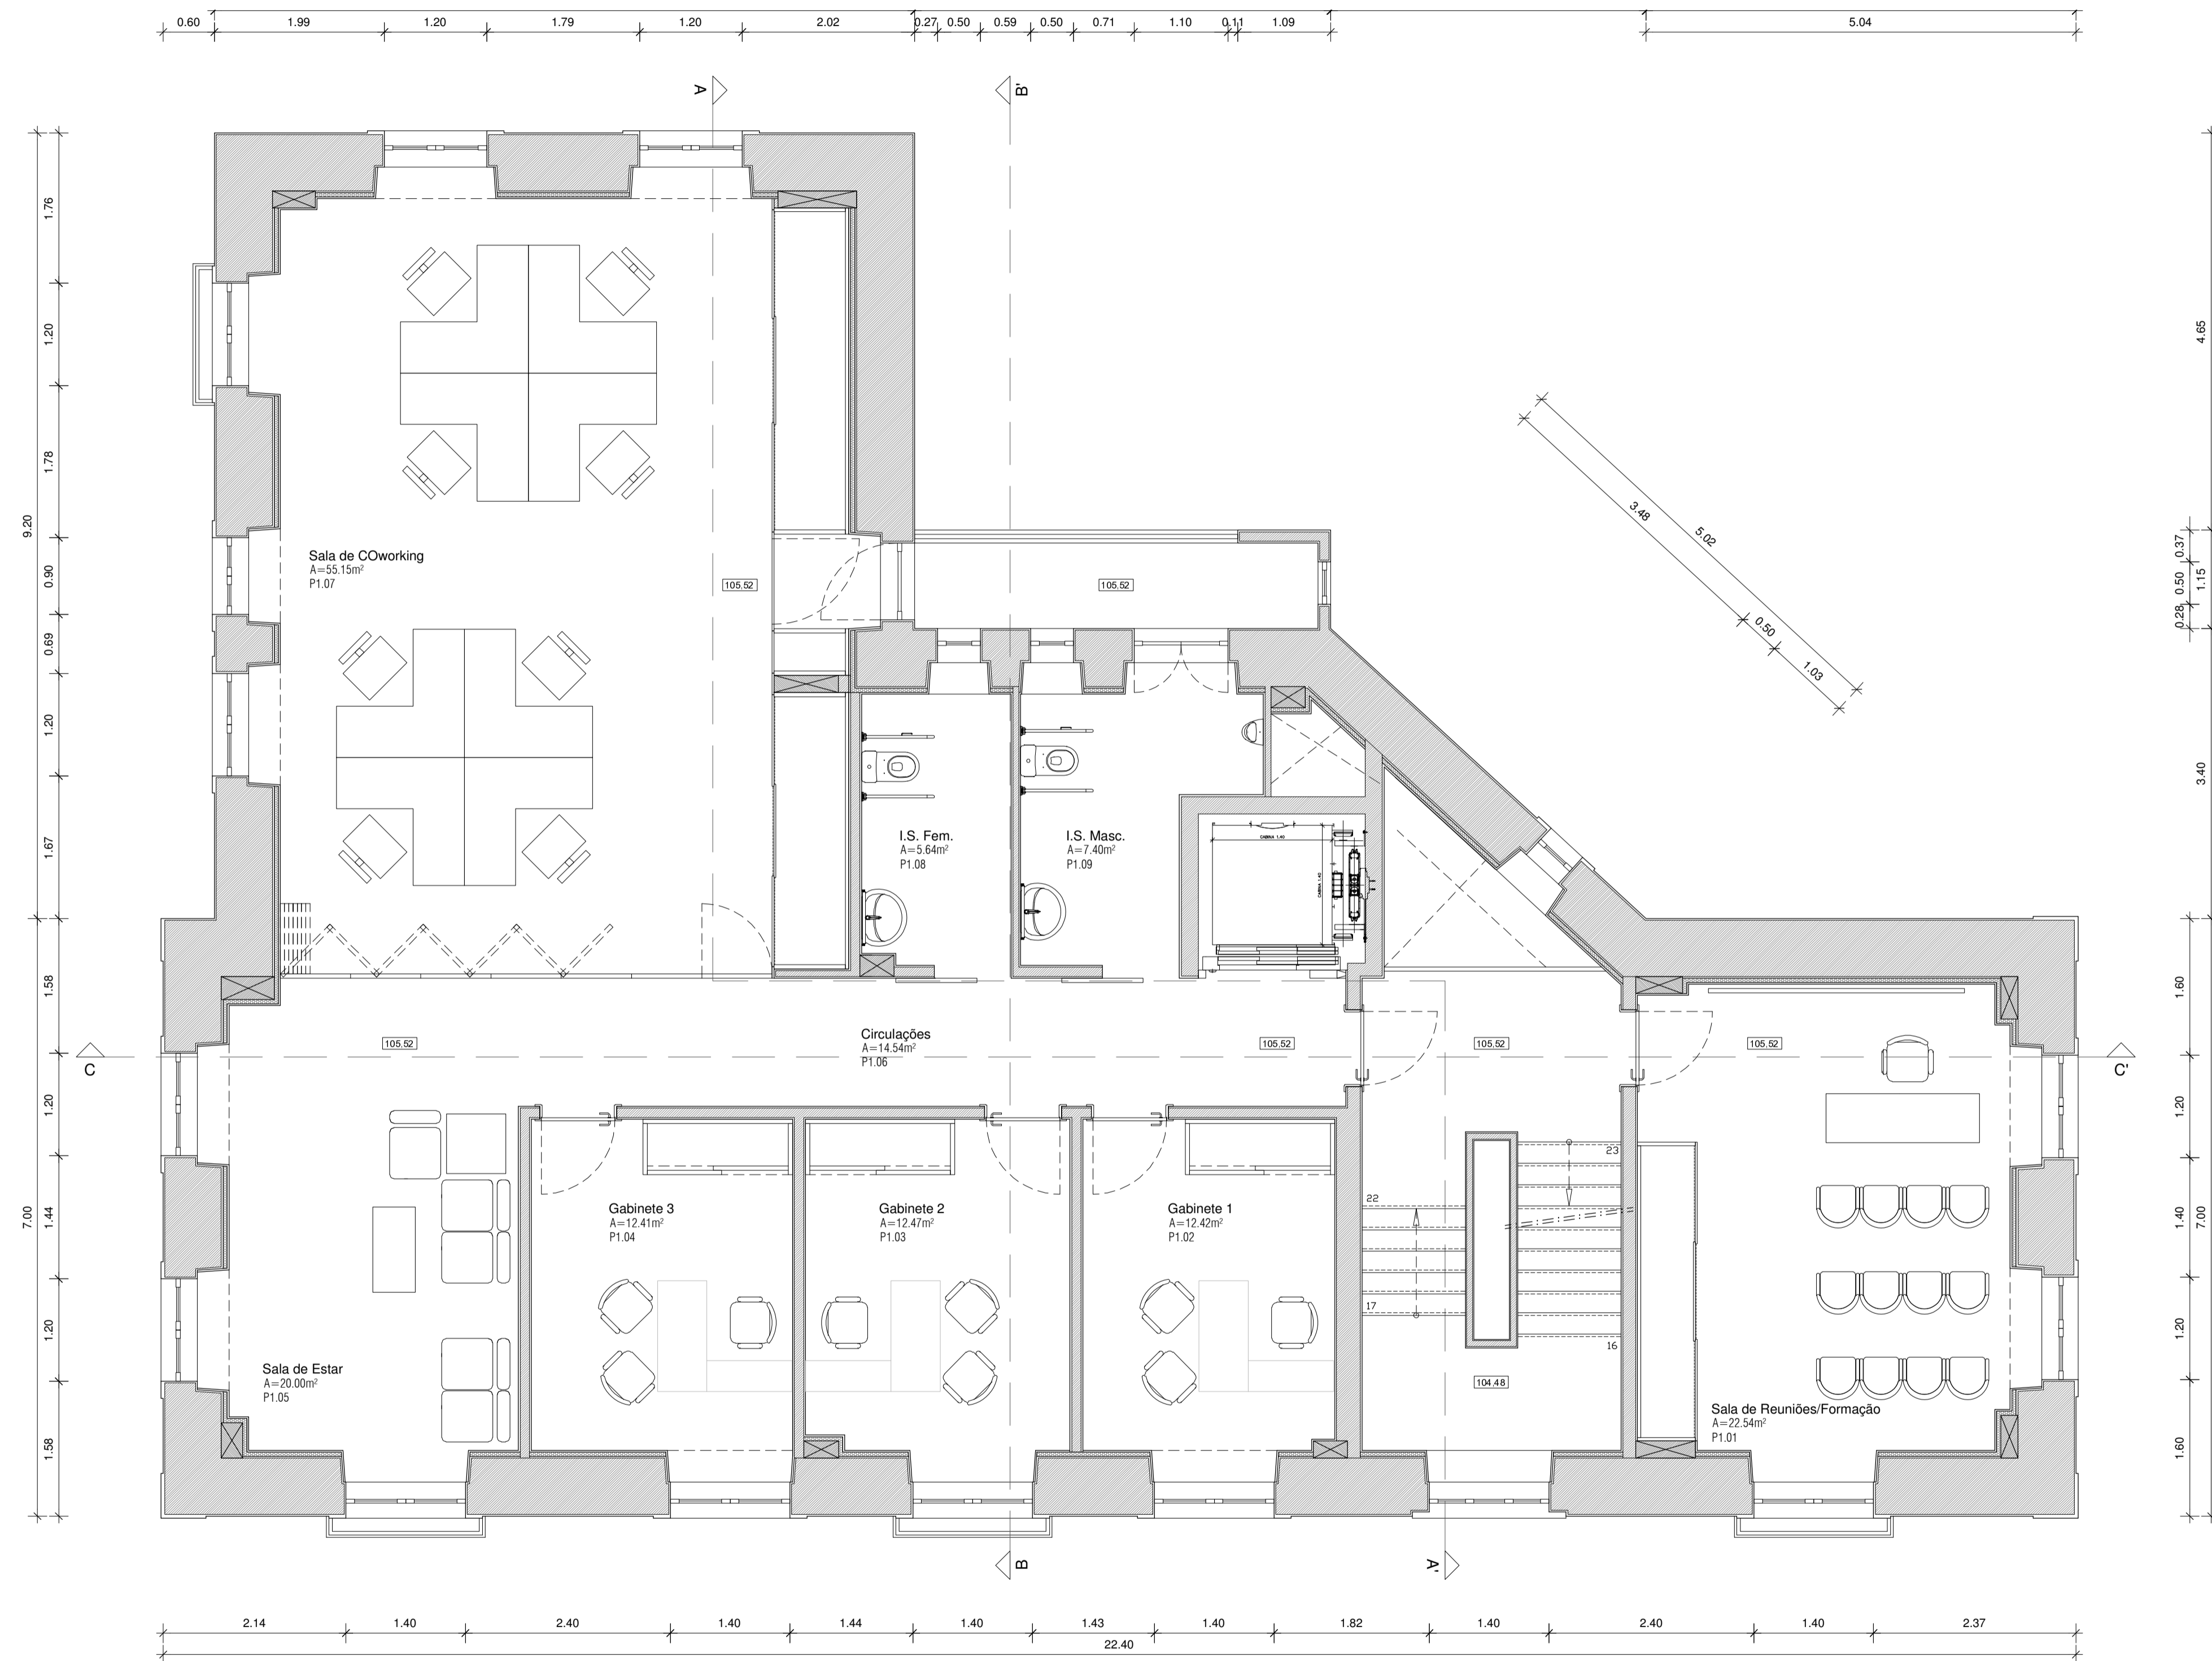 0.60 1.99 1.20 1.79 1.20 2.02 0.27 0.50 0.59 0.50 0.71 1.10 0.11 1.09 5.04
A B'
1.76
1.20
1.78
9.20
0.90
0.69
1.20
1.67
1.58
1.20
7.00
1.44
1.20
1.58
4.65
0.37
0.50
1.15
0.28
3.40
1.60
1.20
1.40
7.00
1.20
1.60
3.48
5.02
0.50
1.03
Sala de COworking
A=55.15m²
P1.07
105.52
105.52
I.S. Fem.
A=5.64m²
P1.08
I.S. Masc.
A=7.40m²
P1.09
CABINA 1.40
CABINA 1.40
Circulações
A=14.54m²
P1.06
105.52
105.52
105.52
105.52
C C'
Gabinete 3
A=12.41m²
P1.04
Gabinete 2
A=12.47m²
P1.03
Gabinete 1
A=12.42m²
P1.02
23
22
17
16
104.48
Sala de Estar
A=20.00m²
P1.05
Sala de Reuniões/Formação
A=22.54m²
P1.01
B A'
2.14 1.40 2.40 1.40 1.44 1.40 1.43 1.40 1.82 1.40 2.40 1.40 2.37
22.40